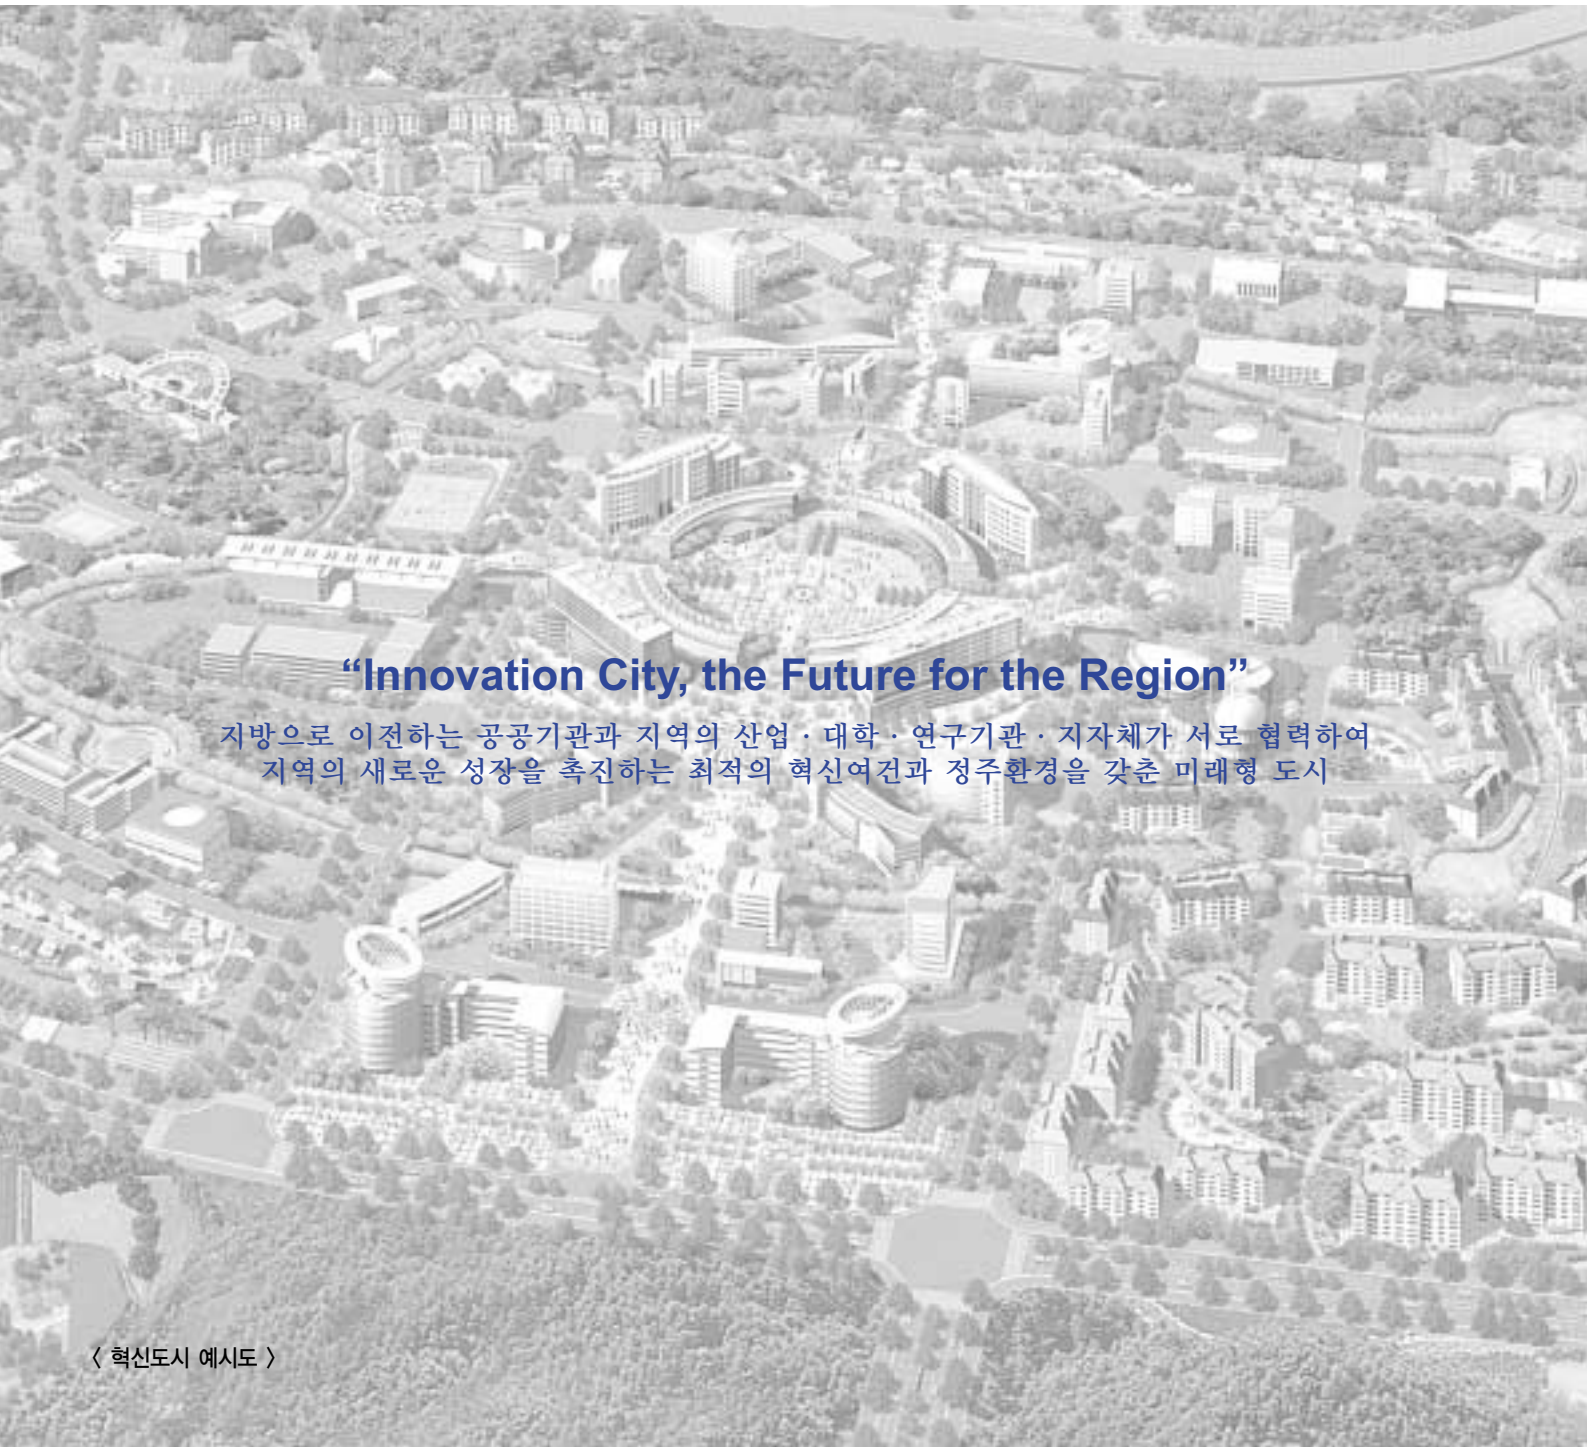 “Innovation City, the Future for the Region”
지방으로 이전하는 공공기관과 지역의 산업 · 대학 · 연구기관 · 지자체가 서로 협력하여
지역의 새로운 성장을 촉진하는 최적의 혁신여건과 정주환경을 갖춘 미래형 도시
〈 혁신도시 예시도 〉